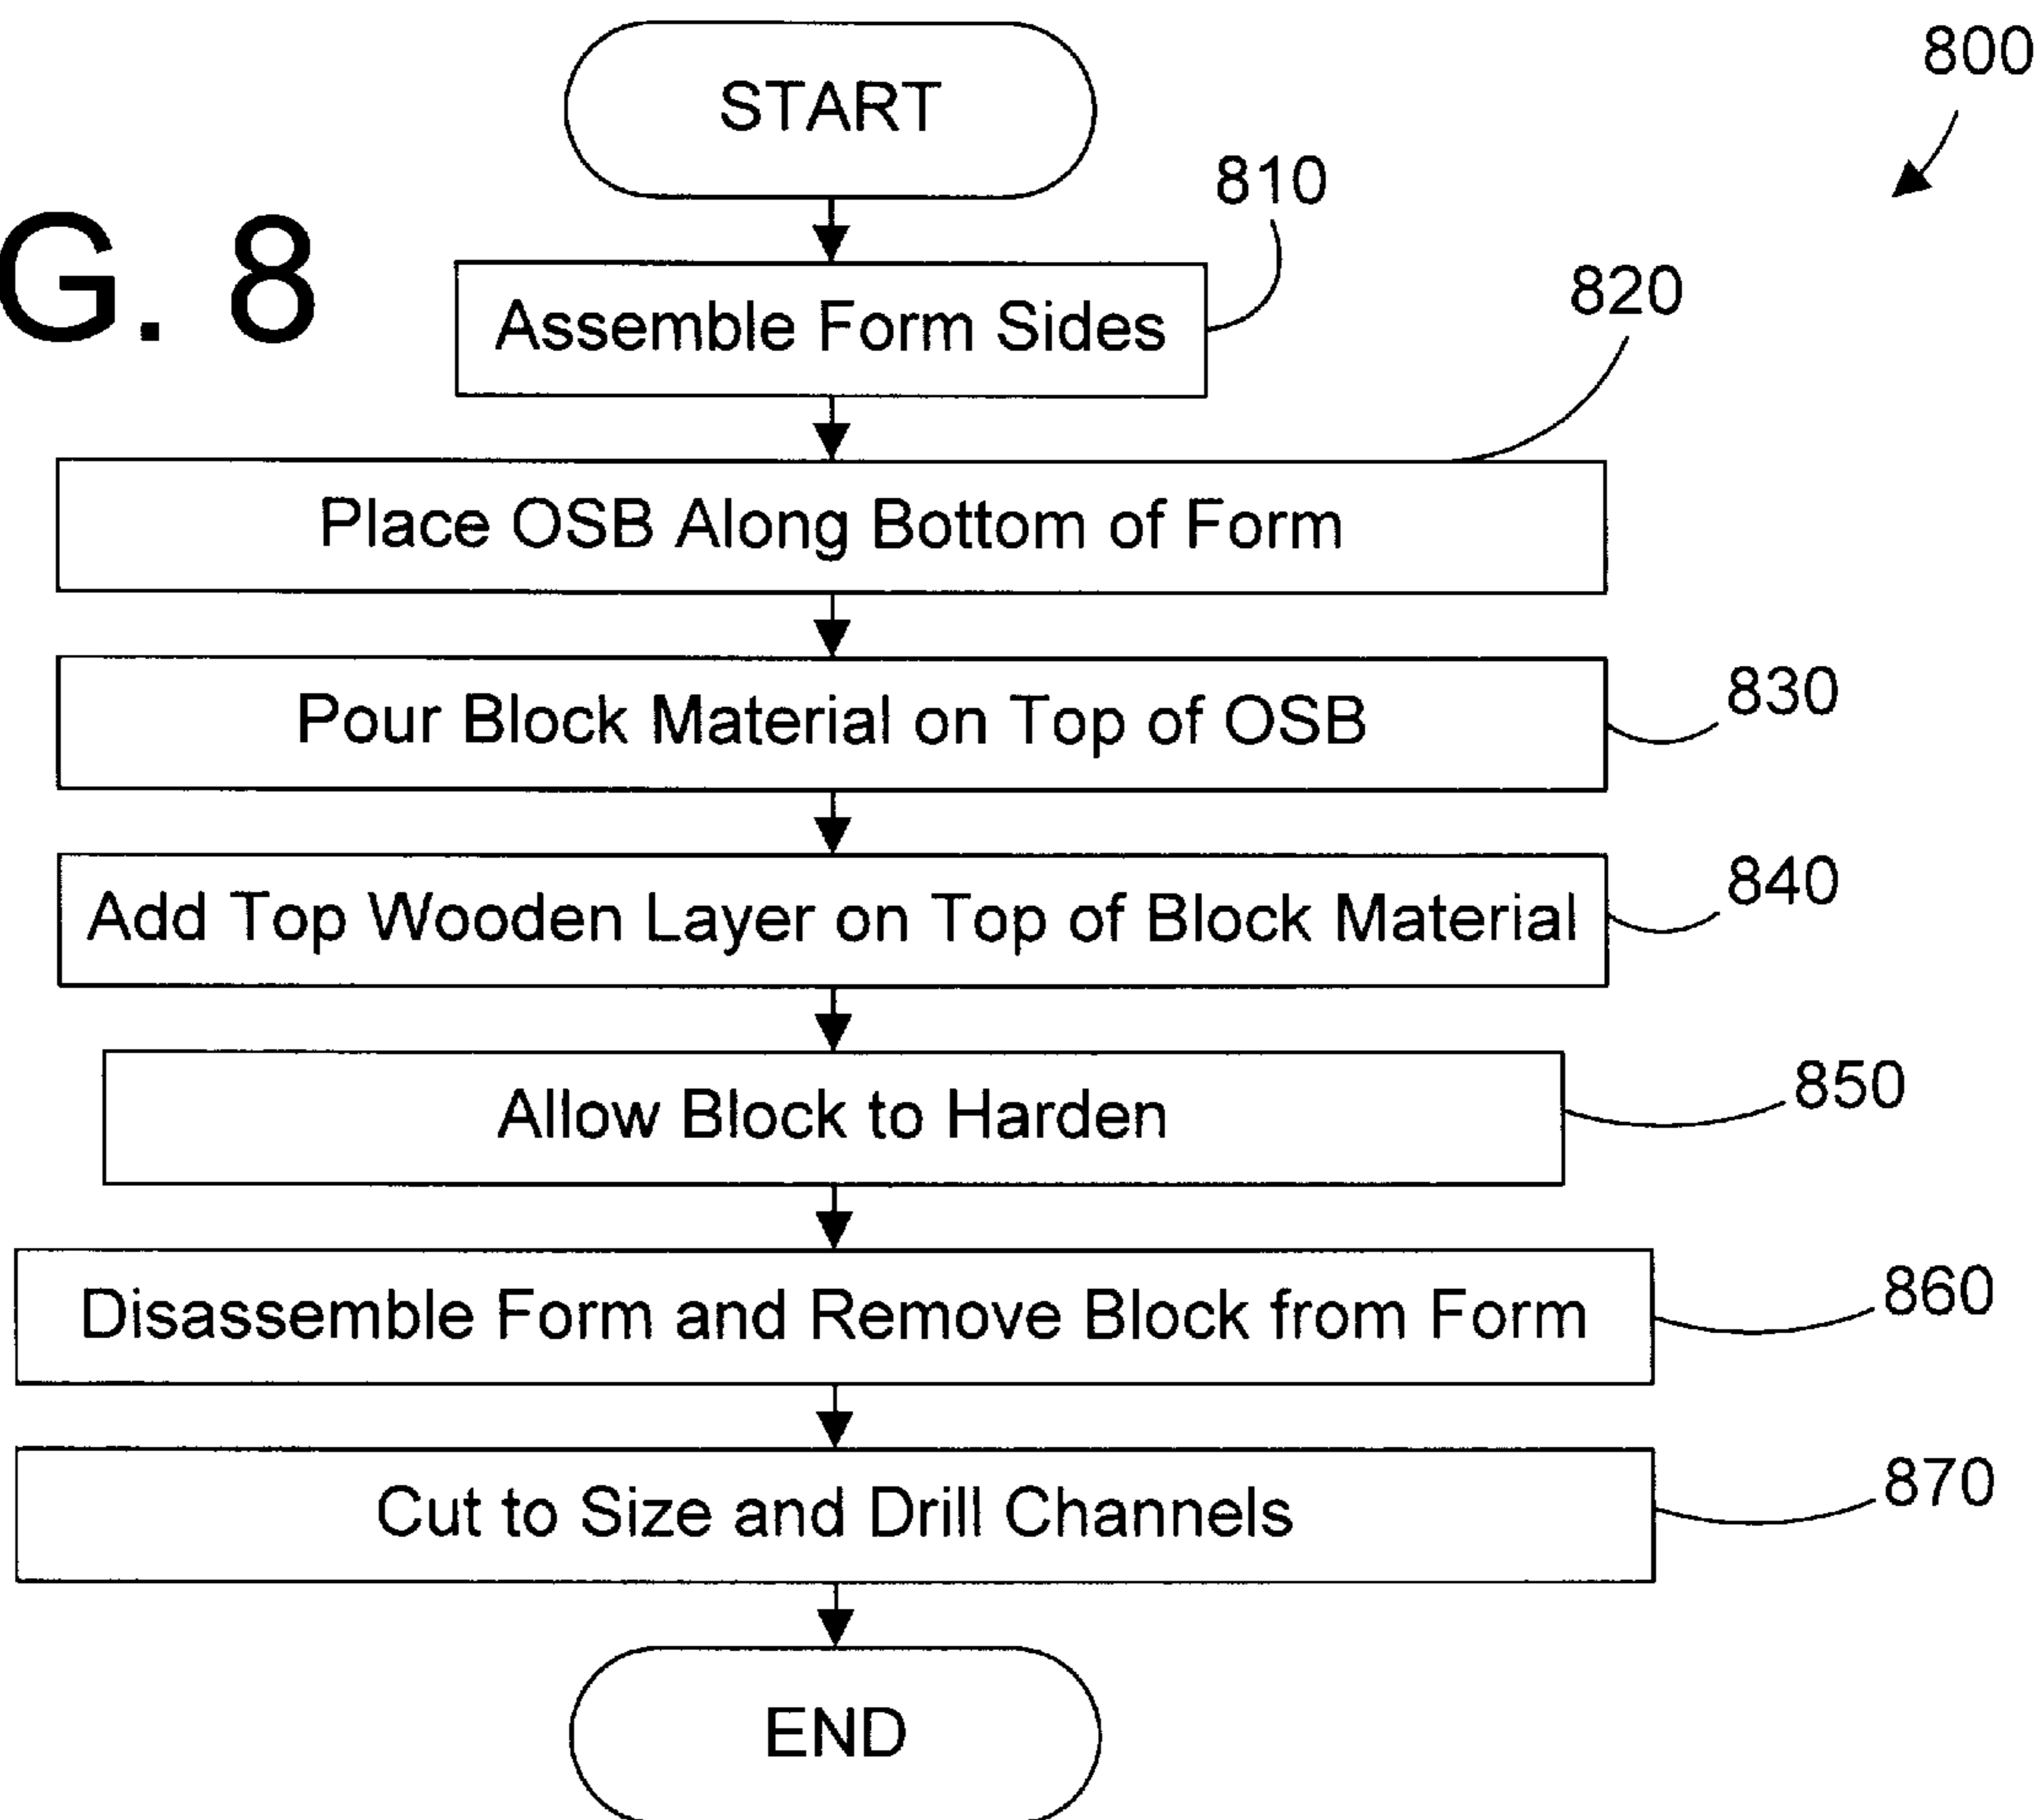 START
800
810
G. 8
Assemble Form Sides
820
Place OSB Along Bottom of Form
Pour Block Material on Top of OSB
830
Add Top Wooden Layer on Top of Block Material
840
Allow Block to Harden
850
Disassemble Form and Remove Block from Form
860
Cut to Size and Drill Channels
870
END